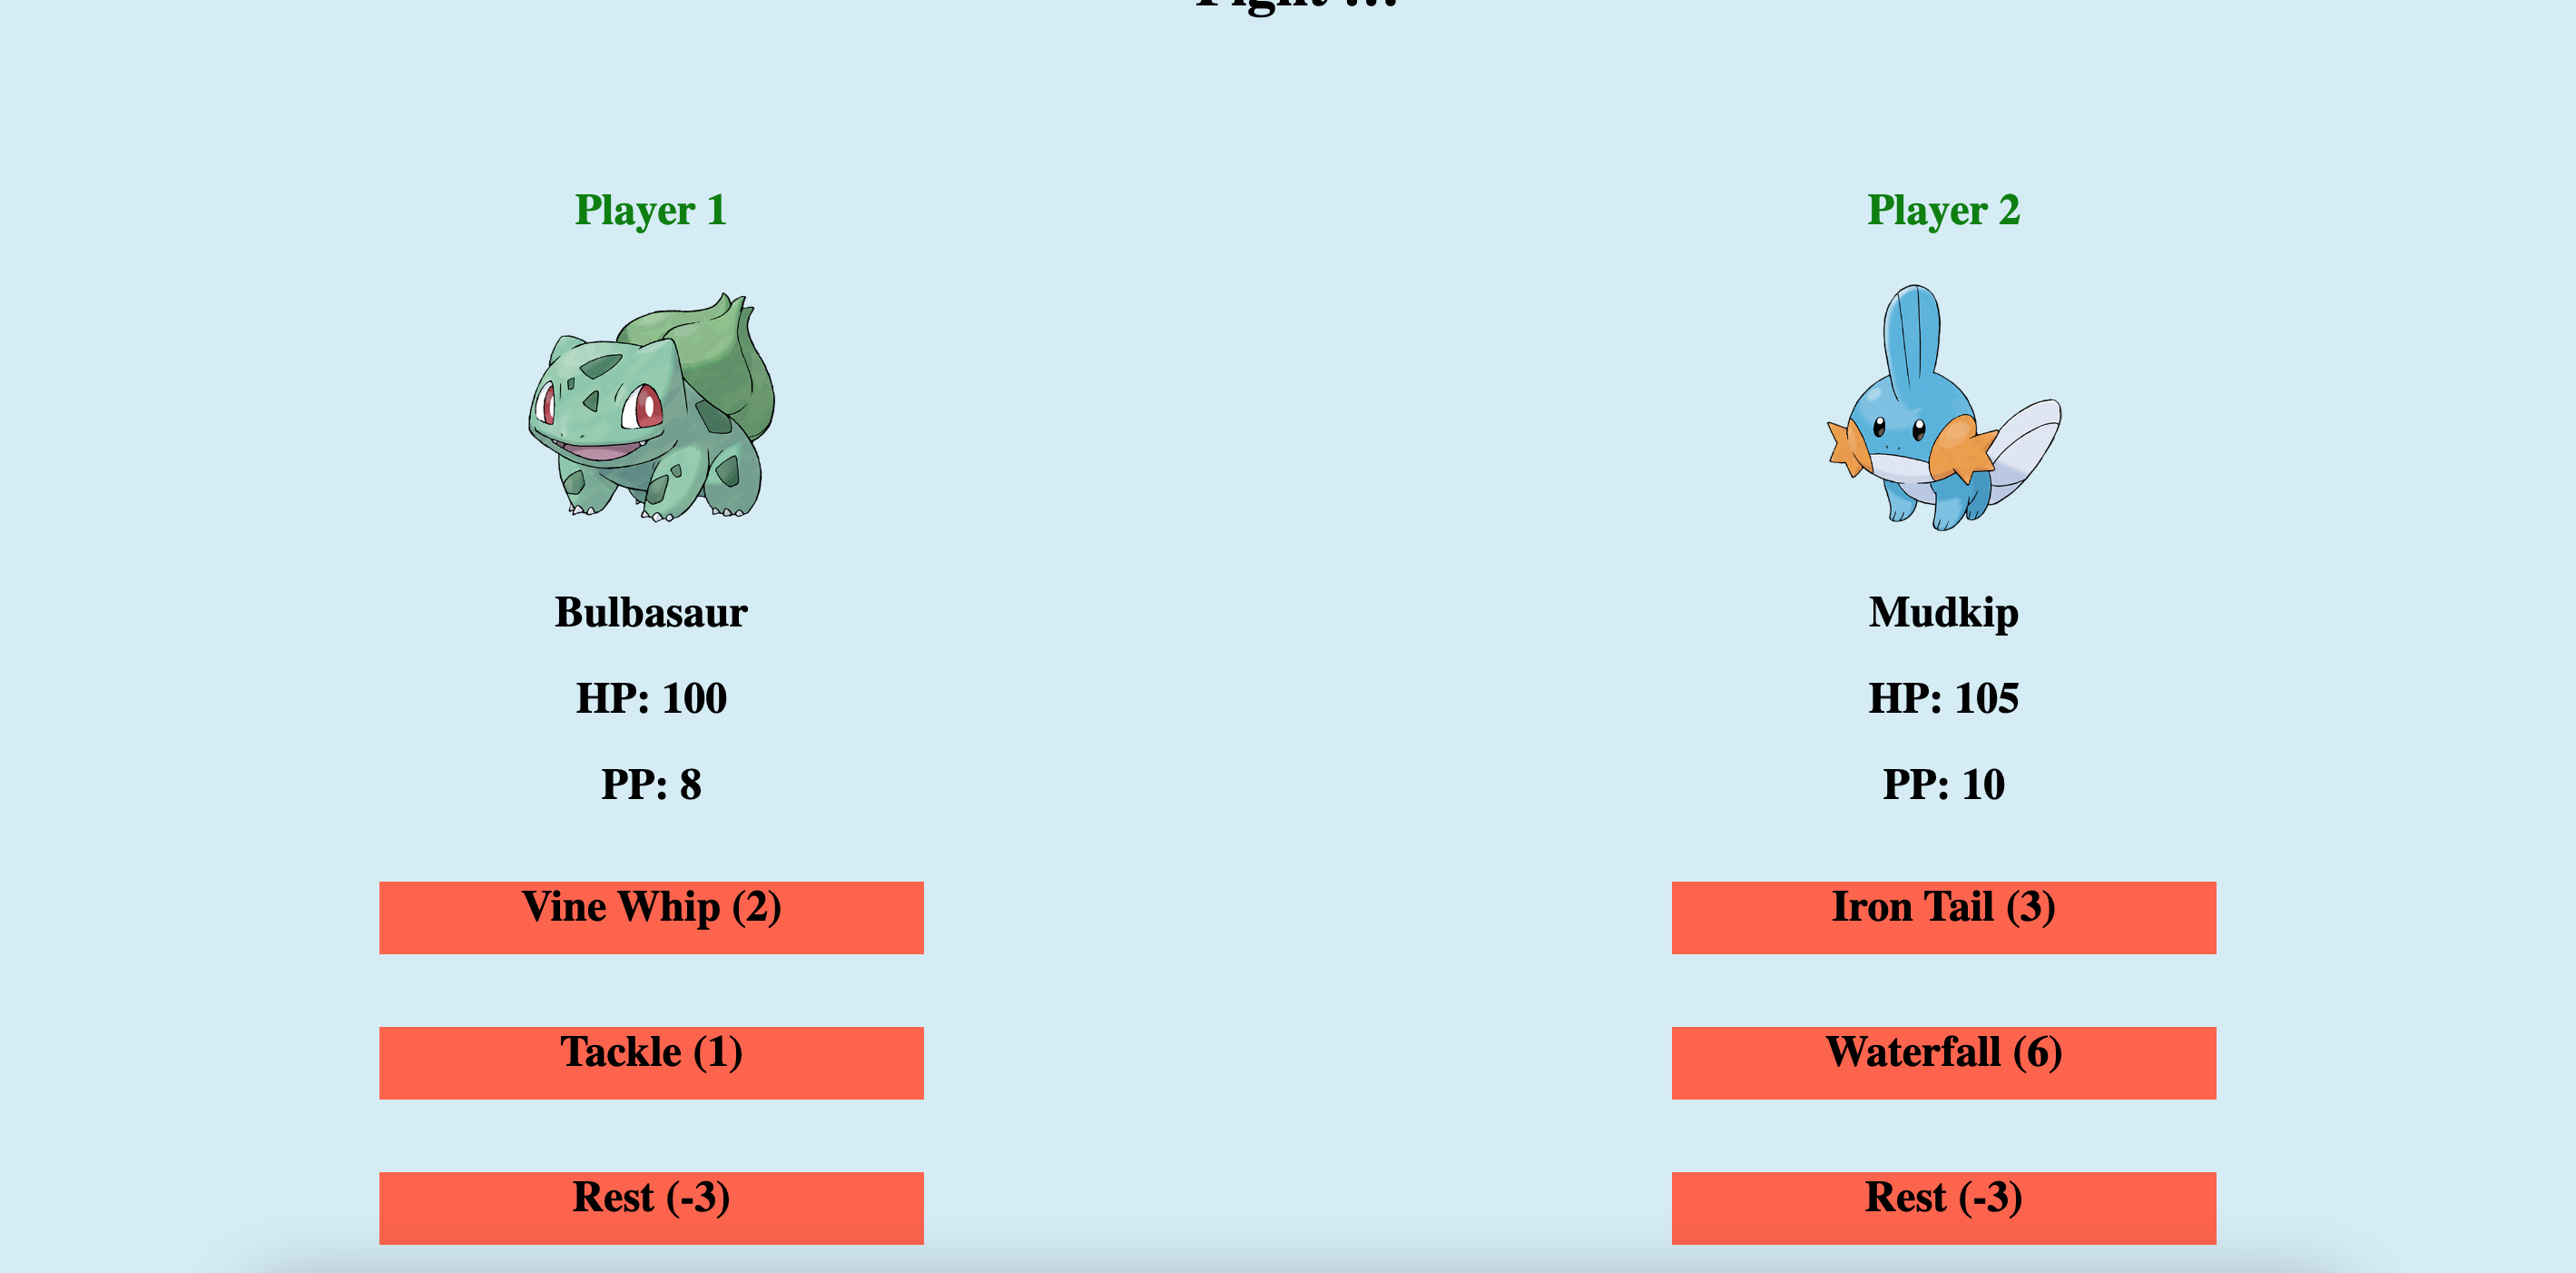 Fight !!!
Player 1
Bulbasaur
HP: 100
PP: 8
Vine Whip (2)
Tackle (1)
Rest (-3)
Player 2
Mudkip
HP: 105
PP: 10
Iron Tail (3)
Waterfall (6)
Rest (-3)